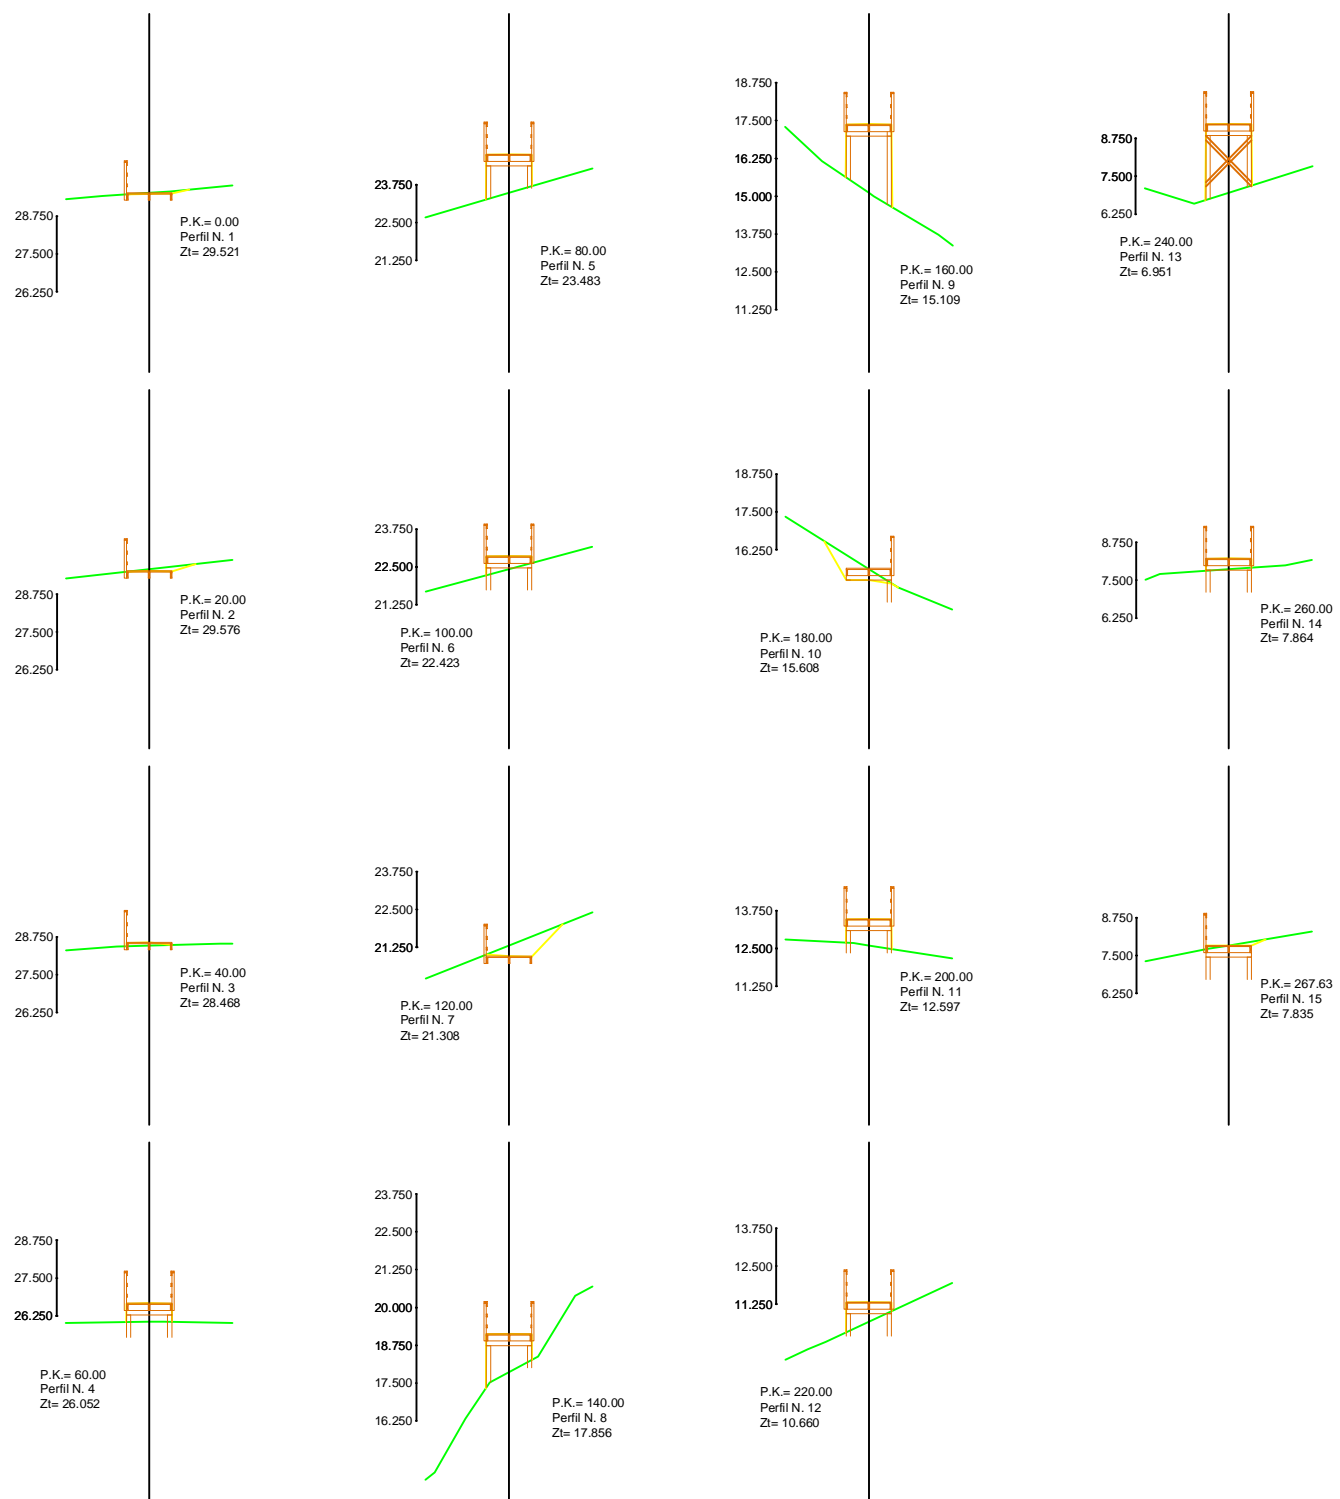 28.750
27.500
26.250
P.K.= 0.00
Perfil N. 1
Zt= 29.521
28.750
27.500
26.250
P.K.= 20.00
Perfil N. 2
Zt= 29.576
28.750
27.500
26.250
P.K.= 40.00
Perfil N. 3
Zt= 28.468
28.750
27.500
26.250
P.K.= 60.00
Perfil N. 4
Zt= 26.052
23.750
22.500
21.250
P.K.= 80.00
Perfil N. 5
Zt= 23.483
23.750
22.500
21.250
P.K.= 100.00
Perfil N. 6
Zt= 22.423
23.750
22.500
21.250
P.K.= 120.00
Perfil N. 7
Zt= 21.308
23.750
22.500
21.250
20.000
18.750
17.500
16.250
P.K.= 140.00
Perfil N. 8
Zt= 17.856
18.750
17.500
16.250
15.000
13.750
12.500
11.250
P.K.= 160.00
Perfil N. 9
Zt= 15.109
18.750
17.500
16.250
P.K.= 180.00
Perfil N. 10
Zt= 15.608
13.750
12.500
11.250
P.K.= 200.00
Perfil N. 11
Zt= 12.597
13.750
12.500
11.250
P.K.= 220.00
Perfil N. 12
Zt= 10.660
8.750
7.500
6.250
P.K.= 240.00
Perfil N. 13
Zt= 6.951
8.750
7.500
6.250
P.K.= 260.00
Perfil N. 14
Zt= 7.864
8.750
7.500
6.250
P.K.= 267.63
Perfil N. 15
Zt= 7.835